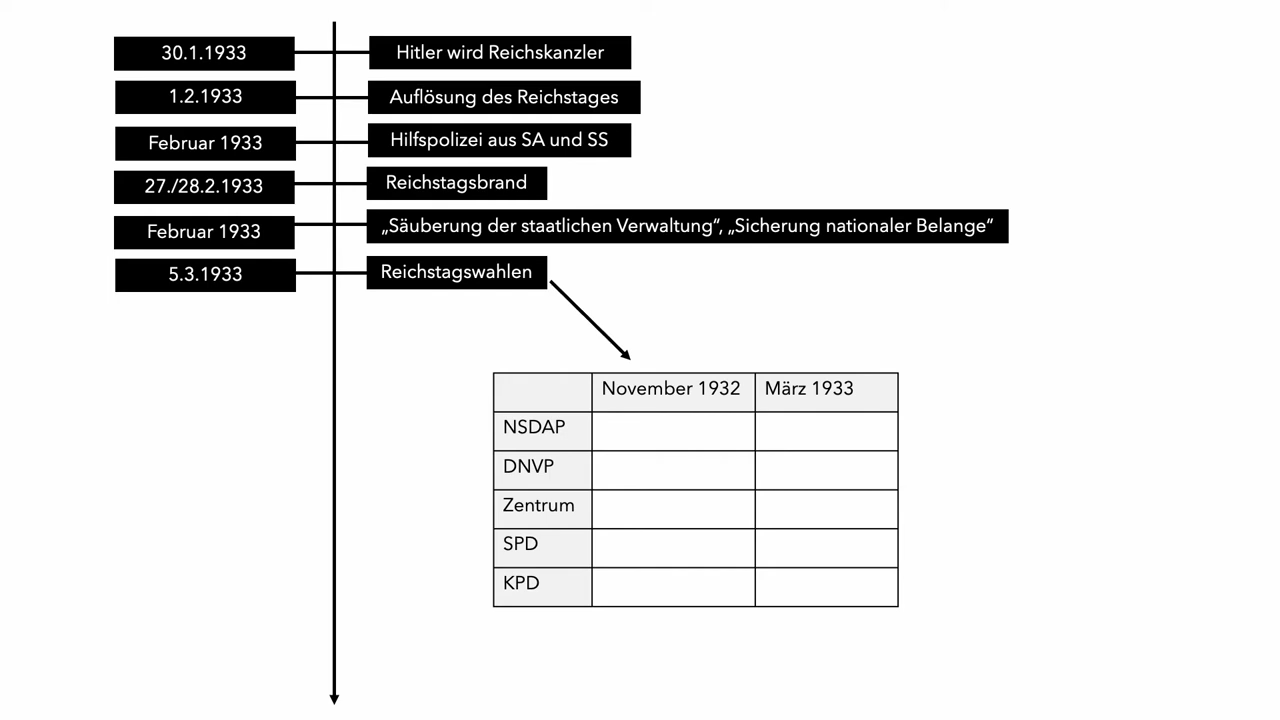 30.1.1933 Hitler wird Reichskanzler
1.2.1933 Auflösung des Reichstages
Februar 1933 Hilfspolizei aus SA und SS
27./28.2.1933 Reichstagsbrand
Februar 1933 „Säuberung der staatlichen Verwaltung“, „Sicherung nationaler Belange“
5.3.1933 Reichstagswahlen
November 1932 März 1933
NSDAP
DNVP
Zentrum
SPD
KPD